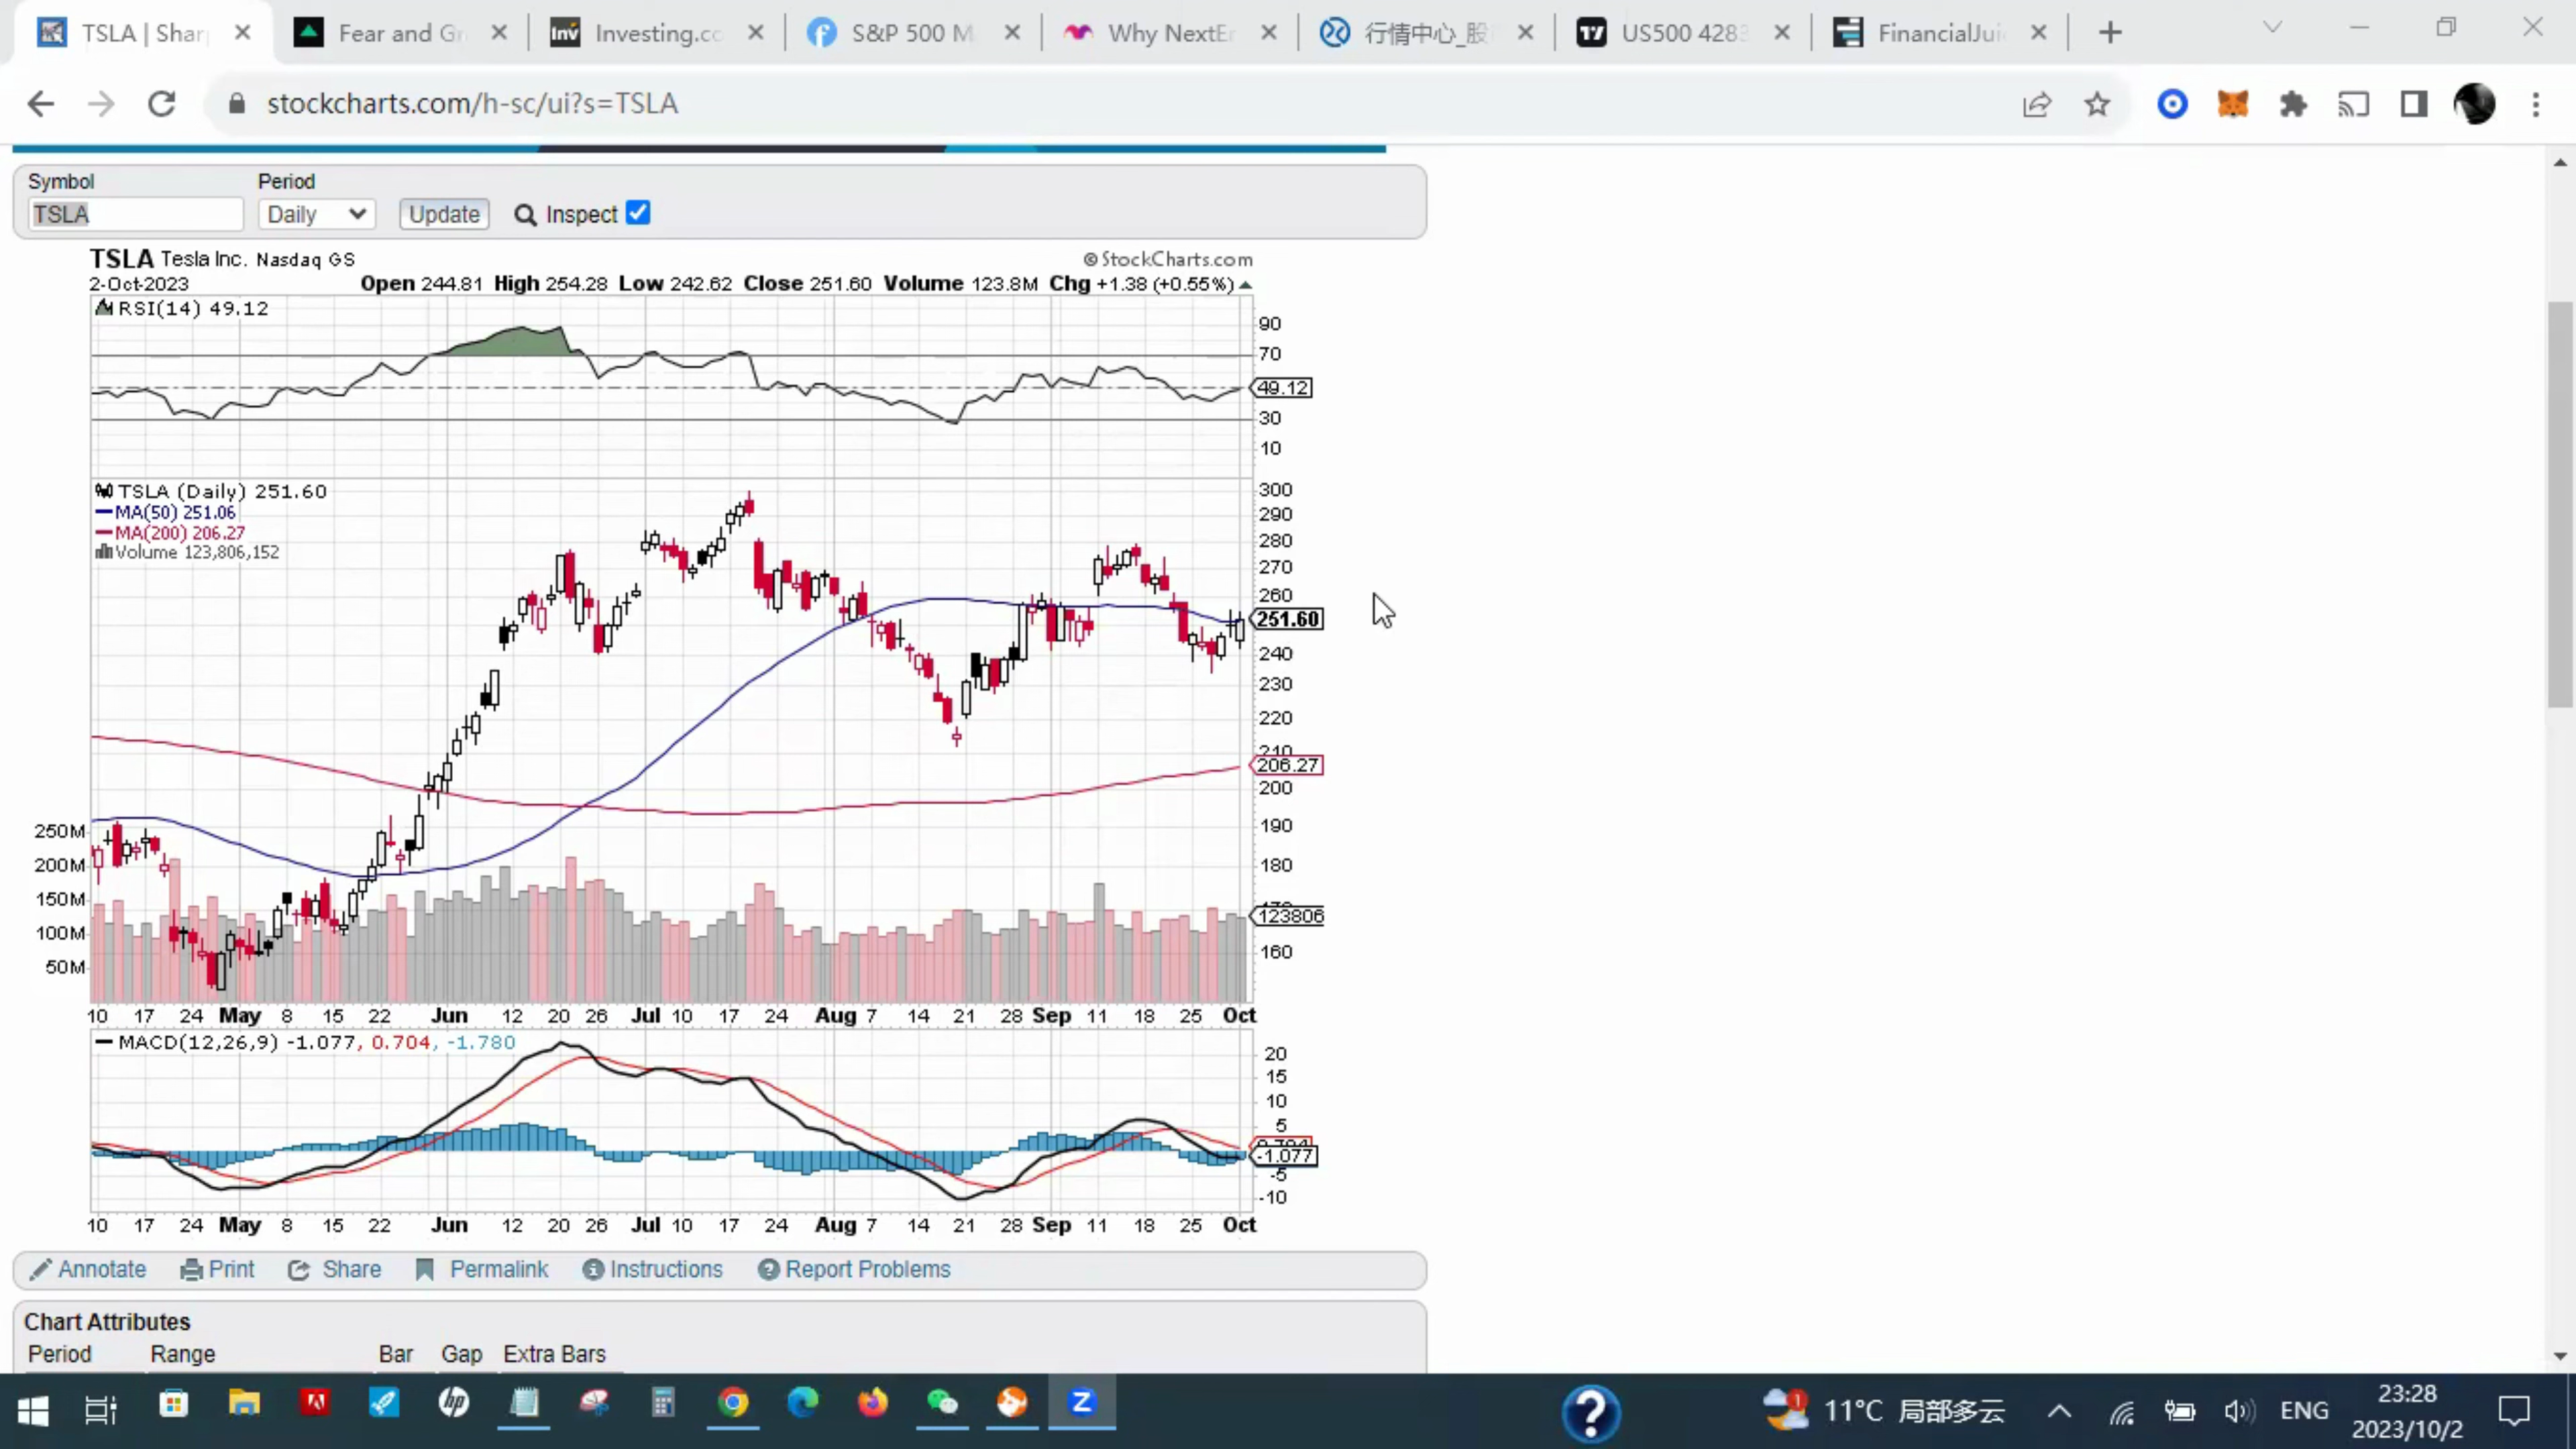 TSLA | Shar
Fear and Gr
Investing.co
S&P 500 M
Why NextEr
行情中心_股
US500 4283
FinancialJui
stockcharts.com/h-sc/ui?s=TSLA
Symbol Period
TSLA Daily Update Inspect
TSLA Tesla Inc. Nasdaq GS © StockCharts.com
2-Oct-2023 Open 244.81 High 254.28 Low 242.62 Close 251.60 Volume 123.8M Chg +1.38 (+0.55%)
RSI(14) 49.12
90
70
49.12
30
10
TSLA (Daily) 251.60
MA(50) 251.06
MA(200) 206.27
Volume 123,806,152
300
290
280
270
260
251.60
240
230
220
210
206.27
200
190
180
170
123806
160
250M
200M
150M
100M
50M
10 17 24 May 8 15 22 Jun 12 20 26 Jul 10 17 24 Aug 7 14 21 28 Sep 11 18 25 Oct
MACD(12,26,9) -1.077, 0.704, -1.780
20
15
10
5
0.704
-1.077
-5
-10
10 17 24 May 8 15 22 Jun 12 20 26 Jul 10 17 24 Aug 7 14 21 28 Sep 11 18 25 Oct
Annotate Print Share Permalink Instructions Report Problems
Chart Attributes
Period Range Bar Gap Extra Bars
1 11°C 局部多云 ENG 23:28
2023/10/2